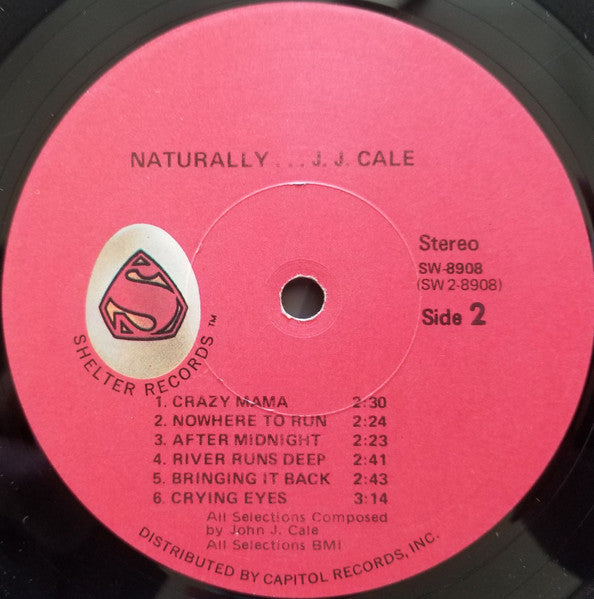 NATURALLY . . . J. J. CALE
Stereo
SW-8908
(SW 2-8908)
Side 2
S
SHELTER RECORDS™
1. CRAZY MAMA 2:30
2. NOWHERE TO RUN 2:24
3. AFTER MIDNIGHT 2:23
4. RIVER RUNS DEEP 2:41
5. BRINGING IT BACK 2:43
6. CRYING EYES 3:14
All Selections Composed
by John J. Cale
All Selections BMI
DISTRIBUTED BY CAPITOL RECORDS, INC.